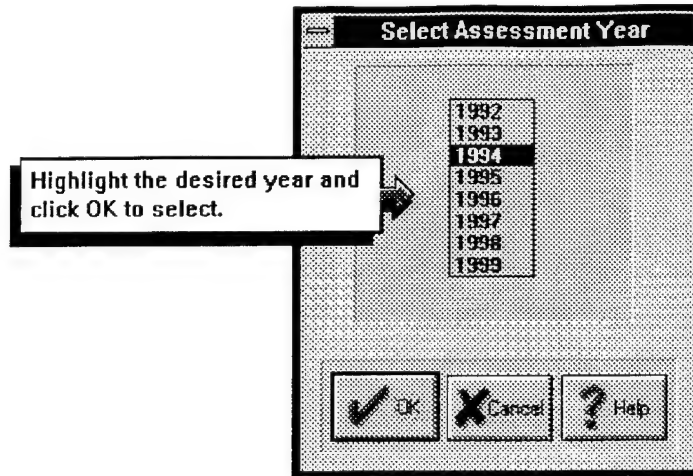 Select Assessment Year
1992
1993
1994
1995
1996
1997
1998
1999
Highlight the desired year and
click OK to select.
OK
Cancel
Help